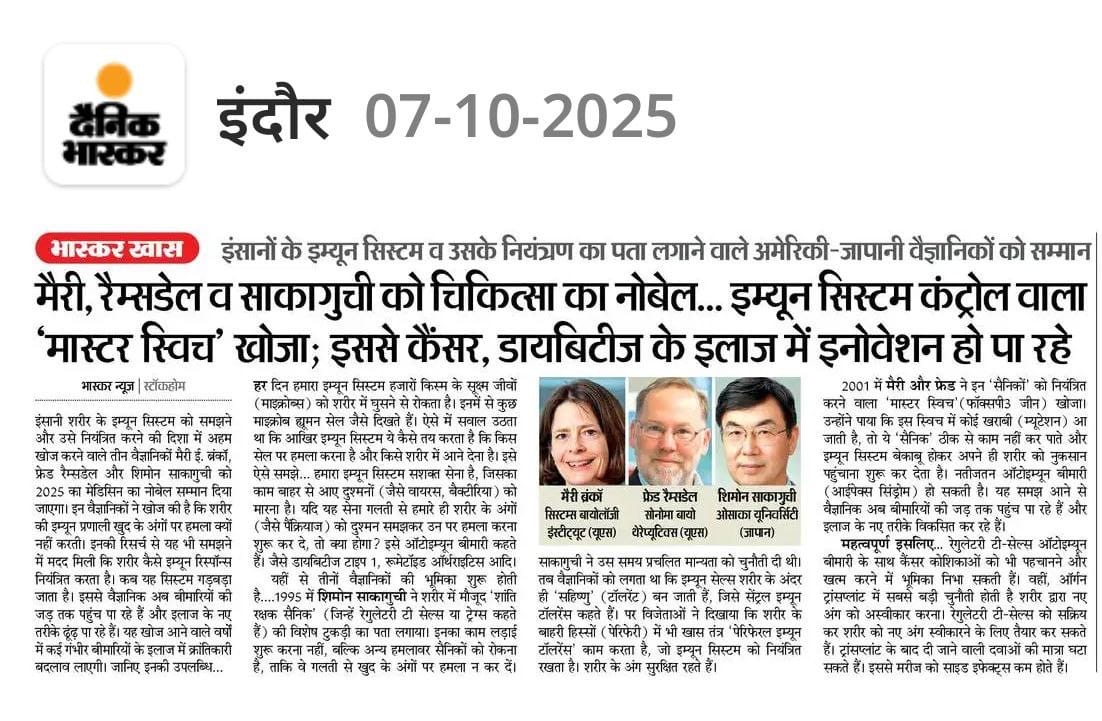 दैनिक
भास्कर
इंदौर 07-10-2025
भास्कर खास
इंसानों के इम्यून सिस्टम व उसके नियंत्रण का पता लगाने वाले अमेरिकी-जापानी वैज्ञानिकों को सम्मान
मैरी, रैम्सडेल व साकागुची को चिकित्सा का नोबेल... इम्यून सिस्टम कंट्रोल वाला
‘मास्टर स्विच’ खोजा; इससे कैंसर, डायबिटीज के इलाज में इनोवेशन हो पा रहे
भास्कर न्यूज | स्टॉकहोम
इंसानी शरीर के इम्यून सिस्टम को समझने
और उसे नियंत्रित करने की दिशा में अहम
खोज करने वाले तीन वैज्ञानिकों मैरी ई. ब्रंकॉ,
फ्रेड रैम्सडेल और शिमोन साकागुची को
2025 का मेडिसिन का नोबेल सम्मान दिया
जाएगा। इन वैज्ञानिकों ने खोज की है कि शरीर
की इम्यून प्रणाली खुद के अंगों पर हमला क्यों
नहीं करती। इनकी रिसर्च से यह भी समझने
में मदद मिली कि शरीर कैसे इम्यून रिस्पॉन्स
नियंत्रित करता है। कब यह सिस्टम गड़बड़ा
जाता है। इससे वैज्ञानिक अब बीमारियों की
जड़ तक पहुंच पा रहे हैं और इलाज के नए
तरीके ढूंढ़ पा रहे हैं। यह खोज आने वाले वर्षों
में कई गंभीर बीमारियों के इलाज में क्रांतिकारी
बदलाव लाएगी। जानिए इनकी उपलब्धि...
हर दिन हमारा इम्यून सिस्टम हजारों किस्म के सूक्ष्म जीवों
(माइक्रोब्स) को शरीर में घुसने से रोकता है। इनमें से कुछ
माइक्रोब ह्यूमन सेल जैसे दिखते हैं। ऐसे में सवाल उठता
था कि आखिर इम्यून सिस्टम ये कैसे तय करता है कि किस
सेल पर हमला करना है और किसे शरीर में आने देना है। इसे
ऐसे समझे... हमारा इम्यून सिस्टम सशक्त सेना है, जिसका
काम बाहर से आए दुश्मनों (जैसे वायरस, बैक्टीरिया) को
मारना है। यदि यह सेना गलती से हमारे ही शरीर के अंगों
(जैसे पैंक्रियाज) को दुश्मन समझकर उन पर हमला करना
शुरू कर दे, तो क्या होगा? इसे ऑटोइम्यून बीमारी कहते
हैं। जैसे डायबिटीज टाइप 1, रूमेटॉइड ऑर्थराइटिस आदि।
यहीं से तीनों वैज्ञानिकों की भूमिका शुरू होती
है....1995 में शिमोन साकागुची ने शरीर में मौजूद ‘शांति
रक्षक सैनिक’ (जिन्हें रेगुलेटरी टी सेल्स या ट्रेग्स कहते
हैं) की विशेष टुकड़ी का पता लगाया। इनका काम लड़ाई
शुरू करना नहीं, बल्कि अन्य हमलावर सैनिकों को रोकना
है, ताकि वे गलती से खुद के अंगों पर हमला न कर दें।
मैरी ब्रंकॉ
सिस्टम्स बायोलॉजी
इंस्टीट्यूट (यूएस)
फ्रेड रैमसडेल
सोनोमा बायो
थेरेप्यूटिक्स (यूएस)
शिमोन साकागुची
ओसाका यूनिवर्सिटी
(जापान)
साकागुची ने उस समय प्रचलित मान्यता को चुनौती दी थी।
तब वैज्ञानिकों को लगता था कि इम्यून सेल्स शरीर के अंदर
ही ‘सहिष्णु’ (टॉलरेंट) बन जाती हैं, जिसे सेंट्रल इम्यून
टॉलरेंस कहते हैं। पर विजेताओं ने दिखाया कि शरीर के
बाहरी हिस्सों (पेरिफेरी) में भी खास तंत्र ‘पेरिफेरल इम्यून
टॉलरेंस’ काम करता है, जो इम्यून सिस्टम को नियंत्रित
रखता है। शरीर के अंग सुरक्षित रहते हैं।
2001 में मैरी और फ्रेड ने इन ‘सैनिकों’ को नियंत्रित
करने वाला ‘मास्टर स्विच’(फॉक्सपी3 जीन) खोजा।
उन्होंने पाया कि इस स्विच में कोई खराबी (म्यूटेशन) आ
जाती है, तो ये ‘सैनिक’ ठीक से काम नहीं कर पाते और
इम्यून सिस्टम बेकाबू होकर अपने ही शरीर को नुकसान
पहुंचाना शुरू कर देता है। नतीजतन ऑटोइम्यून बीमारी
(आईपेक्स सिंड्रोम) हो सकती है। यह समझ आने से
वैज्ञानिक अब बीमारियों की जड़ तक पहुंच पा रहे हैं और
इलाज के नए तरीके विकसित कर रहे हैं।
महत्वपूर्ण इसलिए... रेगुलेटरी टी-सेल्स ऑटोइम्यून
बीमारी के साथ कैंसर कोशिकाओं को भी पहचानने और
खत्म करने में भूमिका निभा सकती हैं। वहीं, ऑर्गन
ट्रांसप्लांट में सबसे बड़ी चुनौती होती है शरीर द्वारा नए
अंग को अस्वीकार करना। रेगुलेटरी टी-सेल्स को सक्रिय
कर शरीर को नए अंग स्वीकारने के लिए तैयार कर सकते
हैं। ट्रांसप्लांट के बाद दी जाने वाली दवाओं की मात्रा घटा
सकते हैं। इससे मरीज को साइड इफेक्ट्स कम होते हैं।